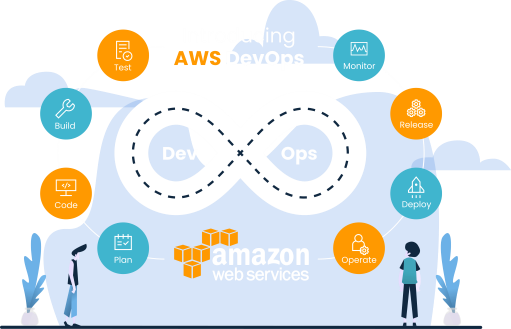 AWS DevOps
Test
Monitor
Build
Release
Dev
Ops
Code
Deploy
Plan
amazon
web services
Operate